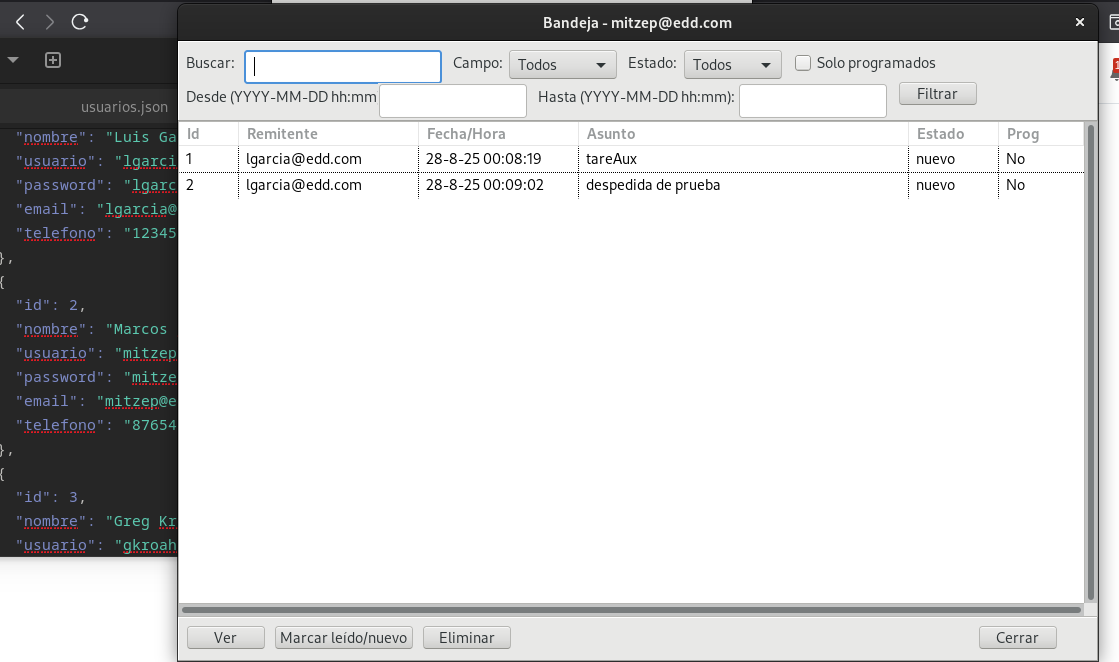 Bandeja - mitzep@edd.com
Buscar: Campo: Todos Estado: Todos Solo programados
Desde (YYYY-MM-DD hh:mm Hasta (YYYY-MM-DD hh:mm): Filtrar
Id Remitente Fecha/Hora Asunto Estado Prog
1 lgarcia@edd.com 28-8-25 00:08:19 tareAux nuevo No
2 lgarcia@edd.com 28-8-25 00:09:02 despedida de prueba nuevo No
Ver Marcar leído/nuevo Eliminar Cerrar
usuarios.json
"nombre": "Luis Ga
"usuario": "lgarci
"password": "lgarc
"email": "lgarcia@
"telefono": "12345
},
{
"id": 2,
"nombre": "Marcos
"usuario": "mitzep
"password": "mitze
"email": "mitzep@e
"telefono": "87654
},
{
"id": 3,
"nombre": "Greg Kr
"usuario": "gkroah